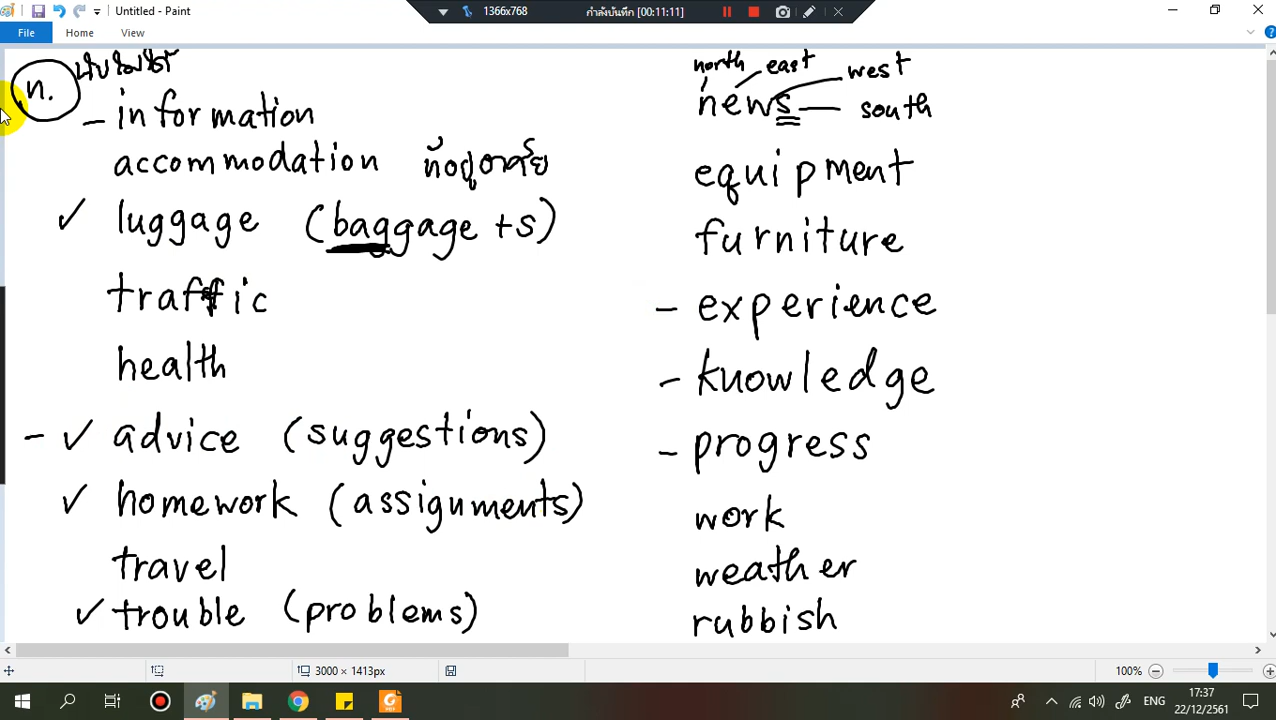 Untitled - Paint
1366x768
กำลังบันทึก [00:11:11]
File Home View
n. นับไม่ได้
- information
accommodation ที่อยู่อาศัย
✓ luggage (baggage +s)
traffic
health
- ✓ advice (suggestions)
✓ homework (assignments)
travel
✓ trouble (problems)
north east west
news south
equipment
furniture
- experience
- knowledge
- progress
work
weather
rubbish
3000 × 1413px 100%
ENG 17:37
22/12/2561